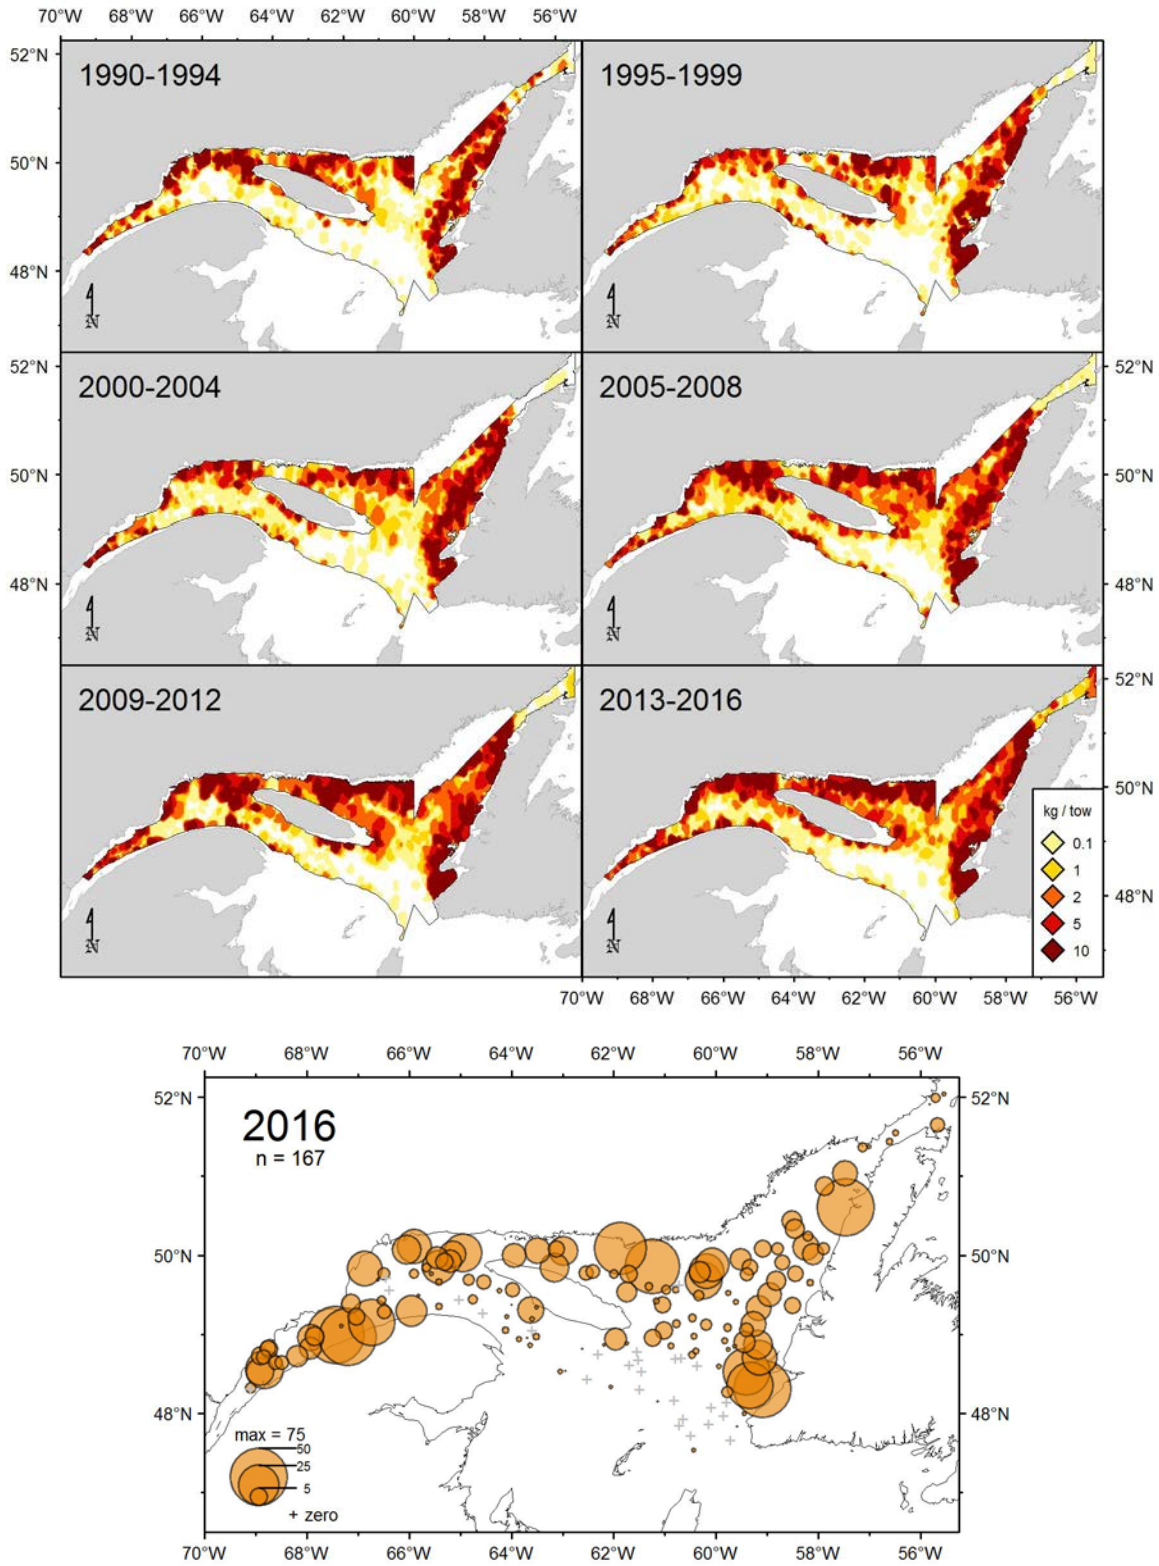 70°W 68°W 66°W 64°W 62°W 60°W 58°W 56°W
52°N
1990-1994 1995-1999
50°N
48°N
N N
52°N 52°N
2000-2004 2005-2008
50°N 50°N
48°N 48°N
N N
52°N
2009-2012 2013-2016
50°N
kg / tow
0.1
1
2
48°N
5
10
N N
70°W 68°W 66°W 64°W 62°W 60°W 58°W 56°W
70°W 68°W 66°W 64°W 62°W 60°W 58°W 56°W
52°N 52°N
2016
n = 167
50°N 50°N
48°N 48°N
max = 75
50
25
5
+ zero
70°W 68°W 66°W 64°W 62°W 60°W 58°W 56°W